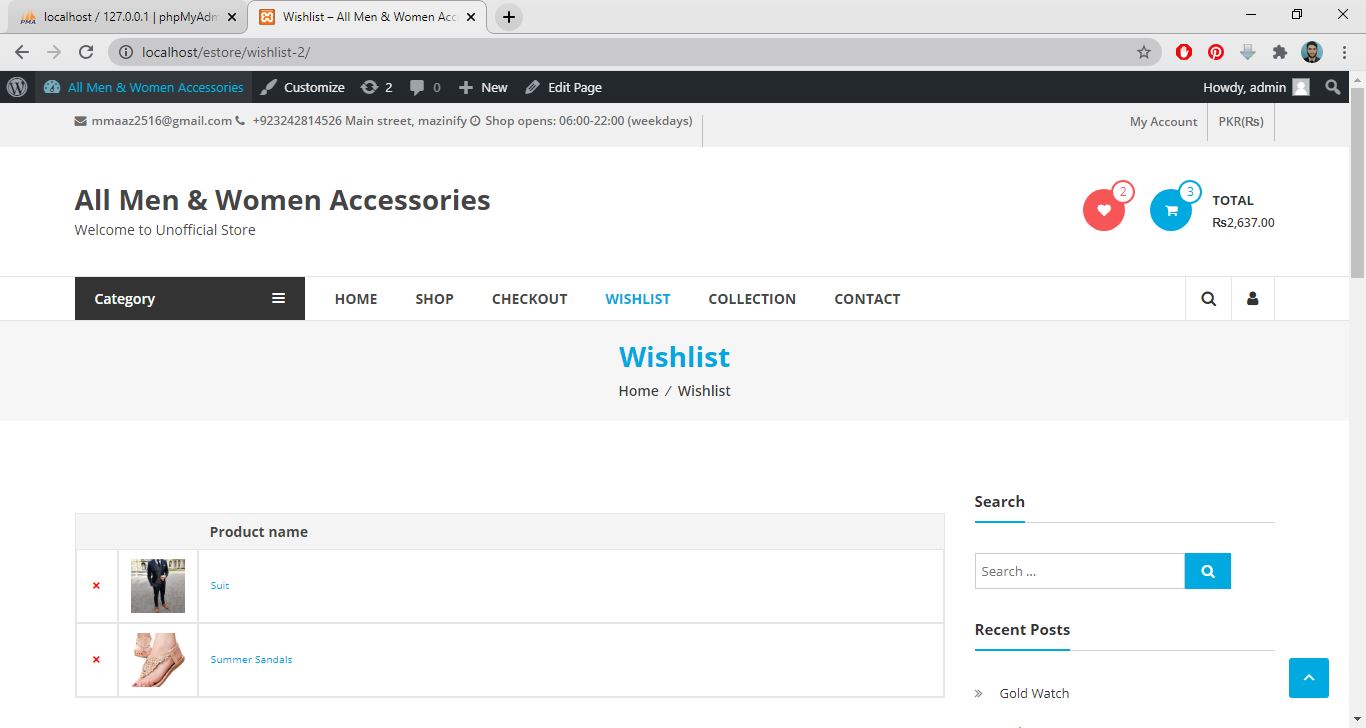 localhost / 127.0.0.1 | phpMyAdm
Wishlist – All Men & Women Acc
localhost/estore/wishlist-2/
All Men & Women Accessories Customize 2 0 New Edit Page Howdy, admin
mmaaz2516@gmail.com +923242814526 Main street, mazinify Shop opens: 06:00-22:00 (weekdays) My Account PKR(₨)
All Men & Women Accessories
Welcome to Unofficial Store
2 3 TOTAL
₨2,637.00
Category HOME SHOP CHECKOUT WISHLIST COLLECTION CONTACT
Wishlist
Home / Wishlist
Search
Product name
Search ...
Suit
Recent Posts
Summer Sandals
Gold Watch